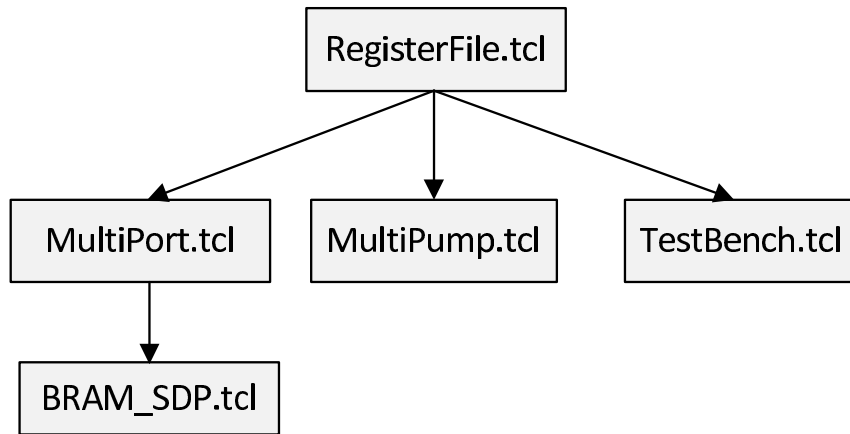 RegisterFile.tcl
MultiPort.tcl
MultiPump.tcl
TestBench.tcl
BRAM_SDP.tcl